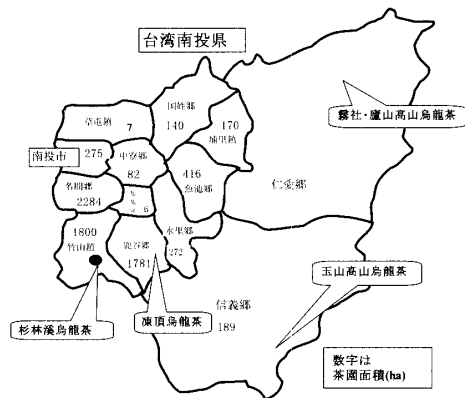 台湾南投県
国姓郷
140
草屯鎮
7
170
埔里鎮
霧社・廬山高山烏龍茶
南投市
275
中寮郷
82
416
魚池郷
仁愛郷
名間郷
2284
6
水里郷
272
1800
竹山鎮
鹿谷郷
1781
玉山高山烏龍茶
杉林溪烏龍茶
凍頂烏龍茶
信義郷
189
数字は
茶園面積(ha)